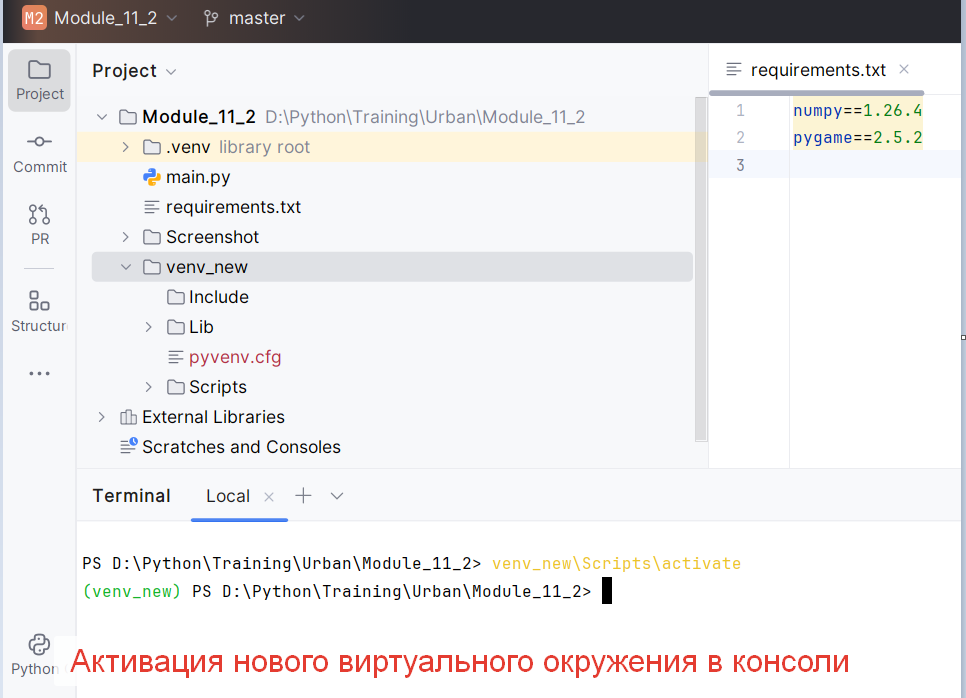 M2 Module_11_2 master
Project
Commit
PR
Structur
Python
Project
Module_11_2 D:\Python\Training\Urban\Module_11_2
.venv library root
main.py
requirements.txt
Screenshot
venv_new
Include
Lib
pyvenv.cfg
Scripts
External Libraries
Scratches and Consoles
requirements.txt
1 numpy==1.26.4
2 pygame==2.5.2
3
Terminal Local
PS D:\Python\Training\Urban\Module_11_2> venv_new\Scripts\activate
(venv_new) PS D:\Python\Training\Urban\Module_11_2>
Активация нового виртуального окружения в консоли